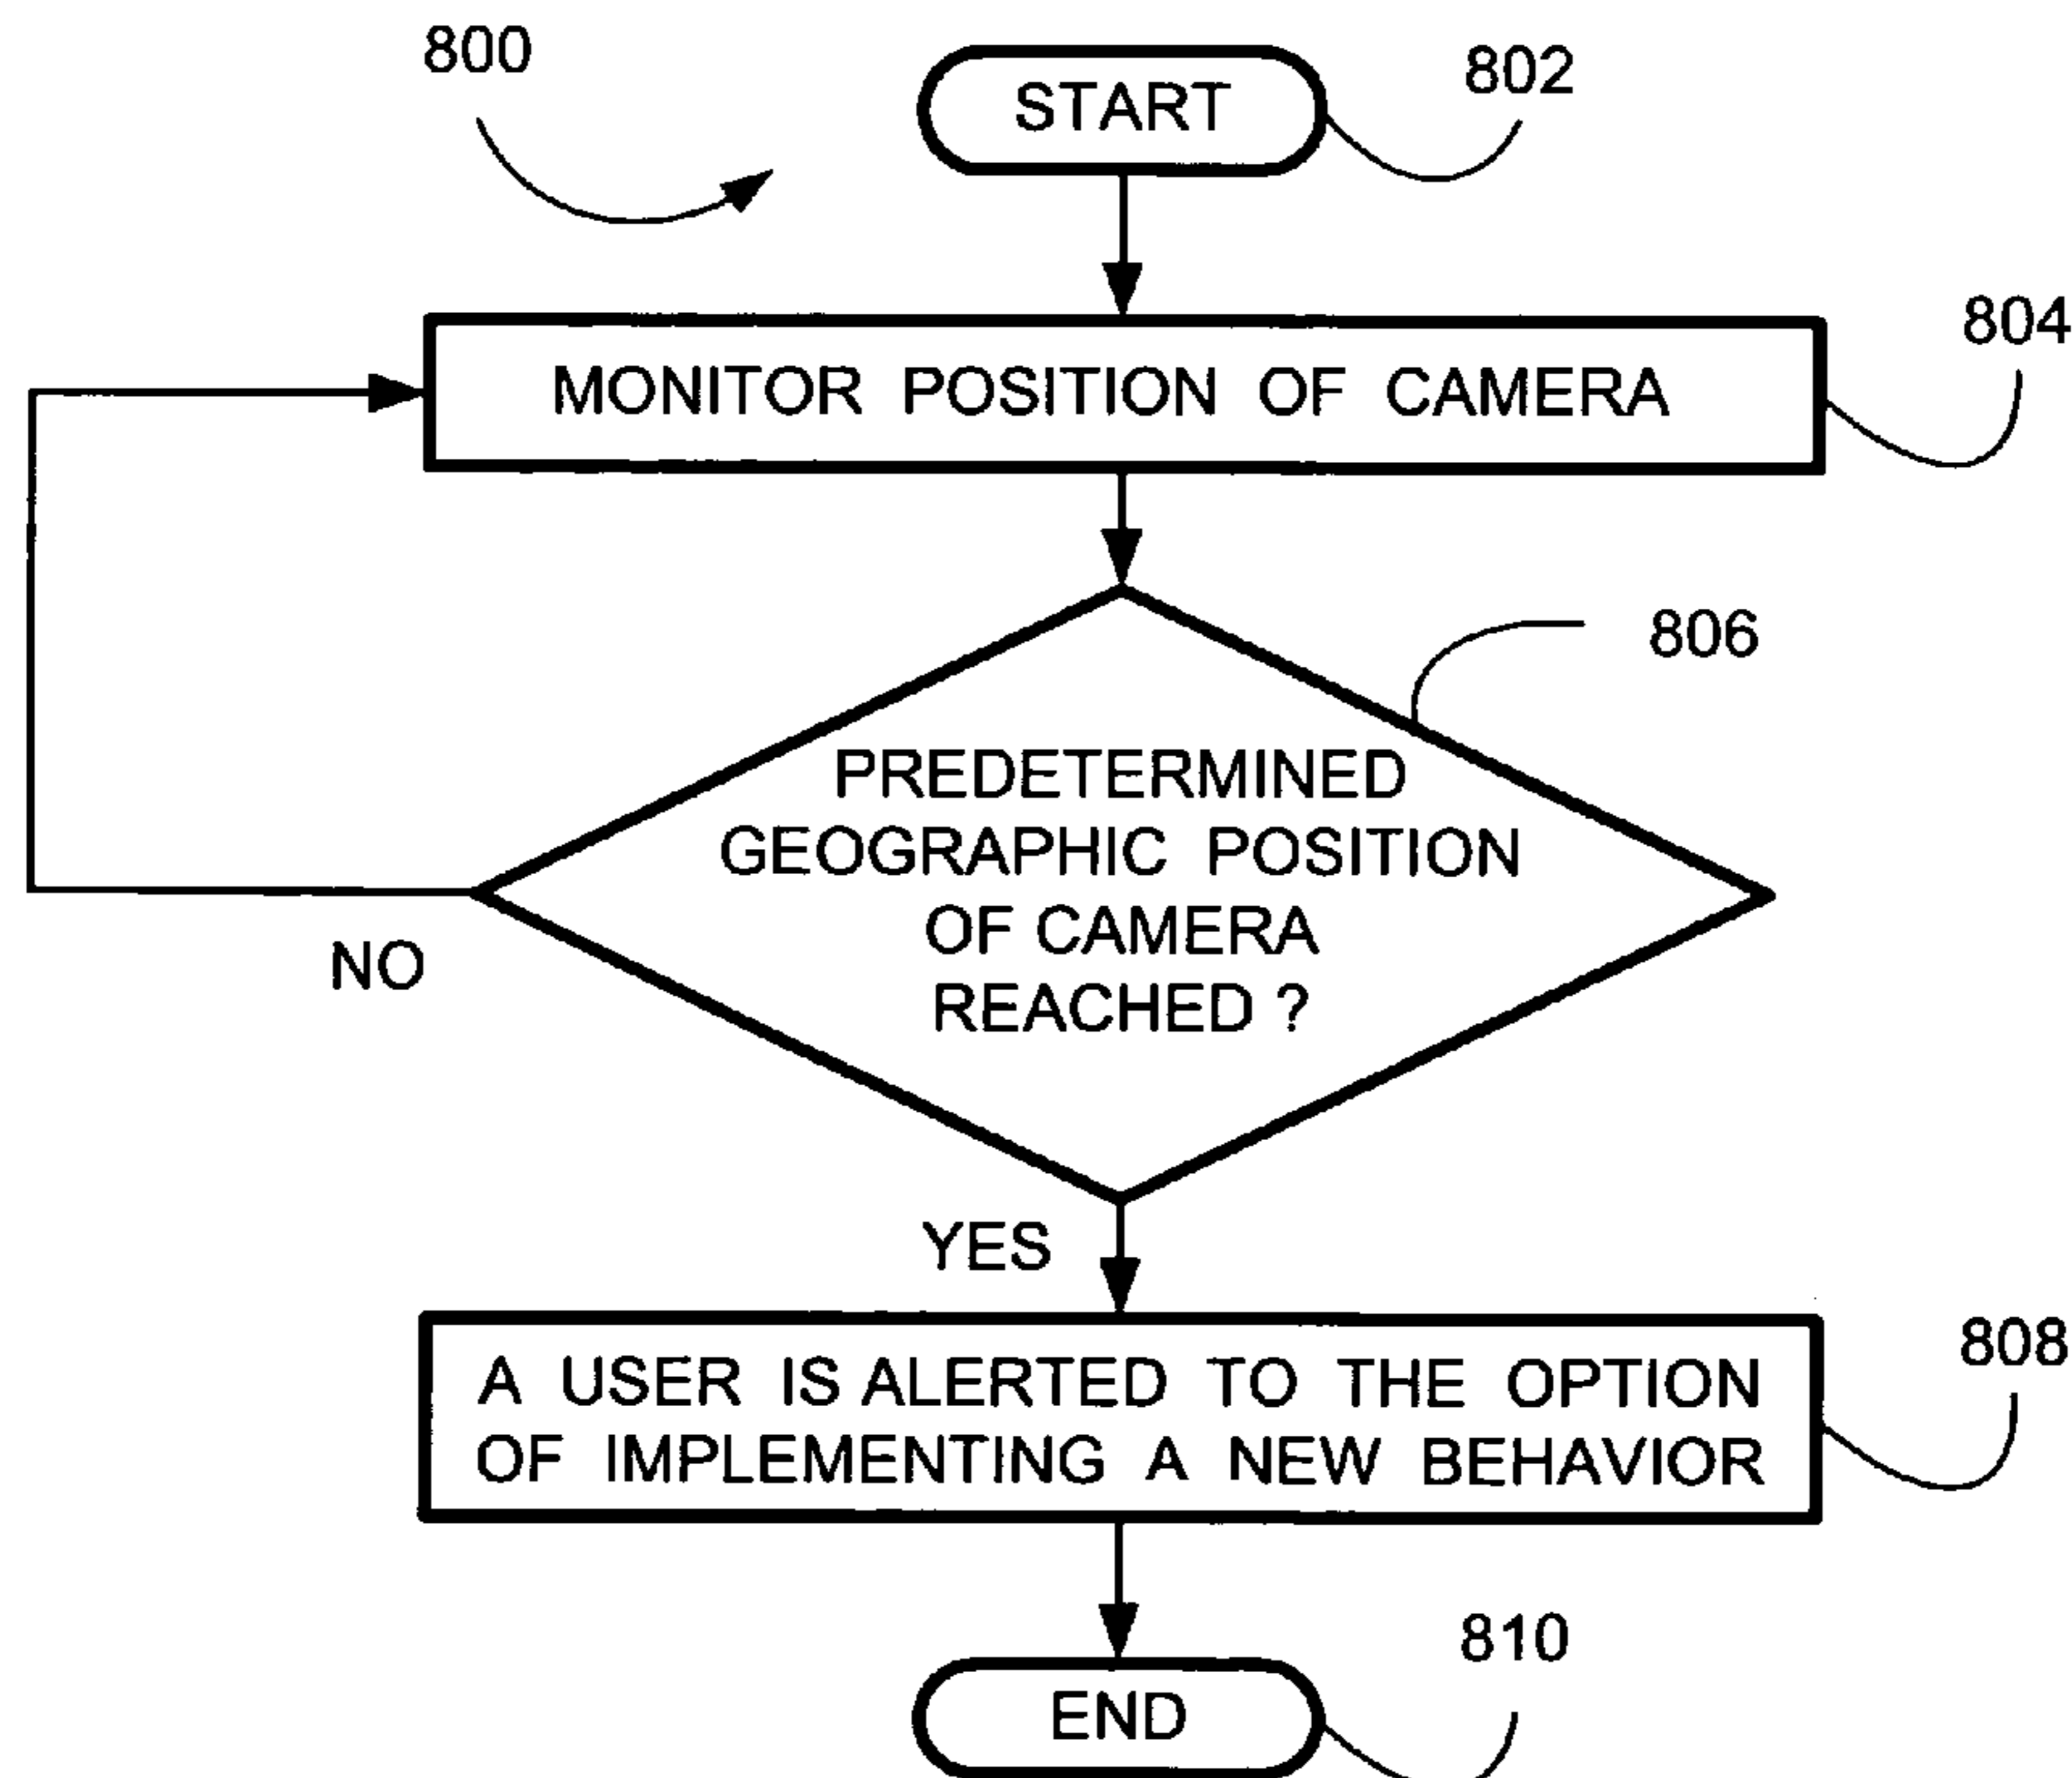 800
START
802
MONITOR POSITION OF CAMERA
804
806
PREDETERMINED
GEOGRAPHIC POSITION
OF CAMERA
REACHED ?
NO
YES
A USER IS ALERTED TO THE OPTION
OF IMPLEMENTING A NEW BEHAVIOR
808
810
END